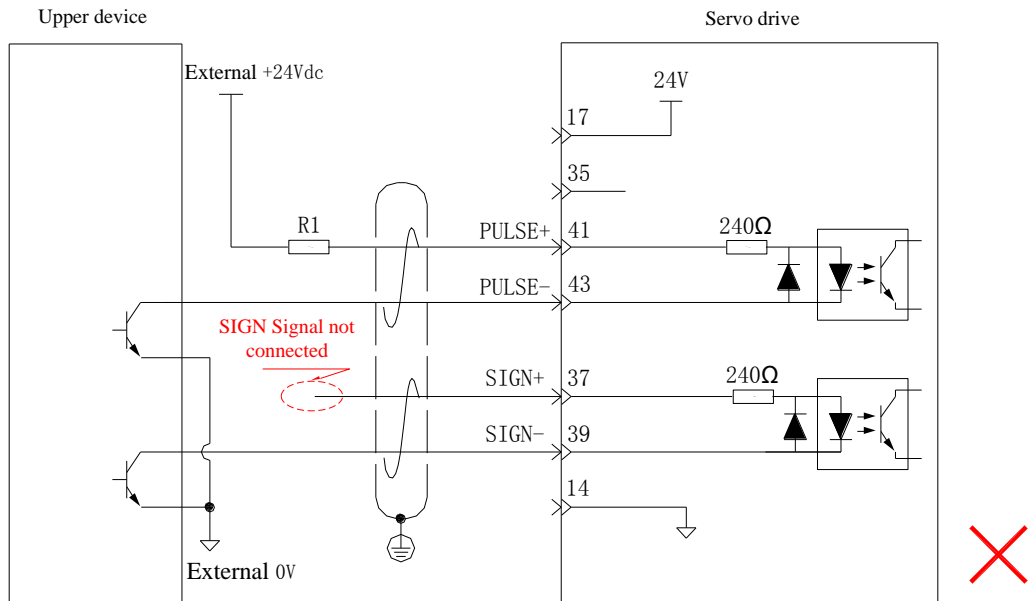 Upper device
Servo drive
External +24Vdc
24V
17
35
R1
PULSE+
41
240Ω
PULSE-
43
SIGN Signal not
connected
SIGN+
37
240Ω
SIGN-
39
14
External 0V